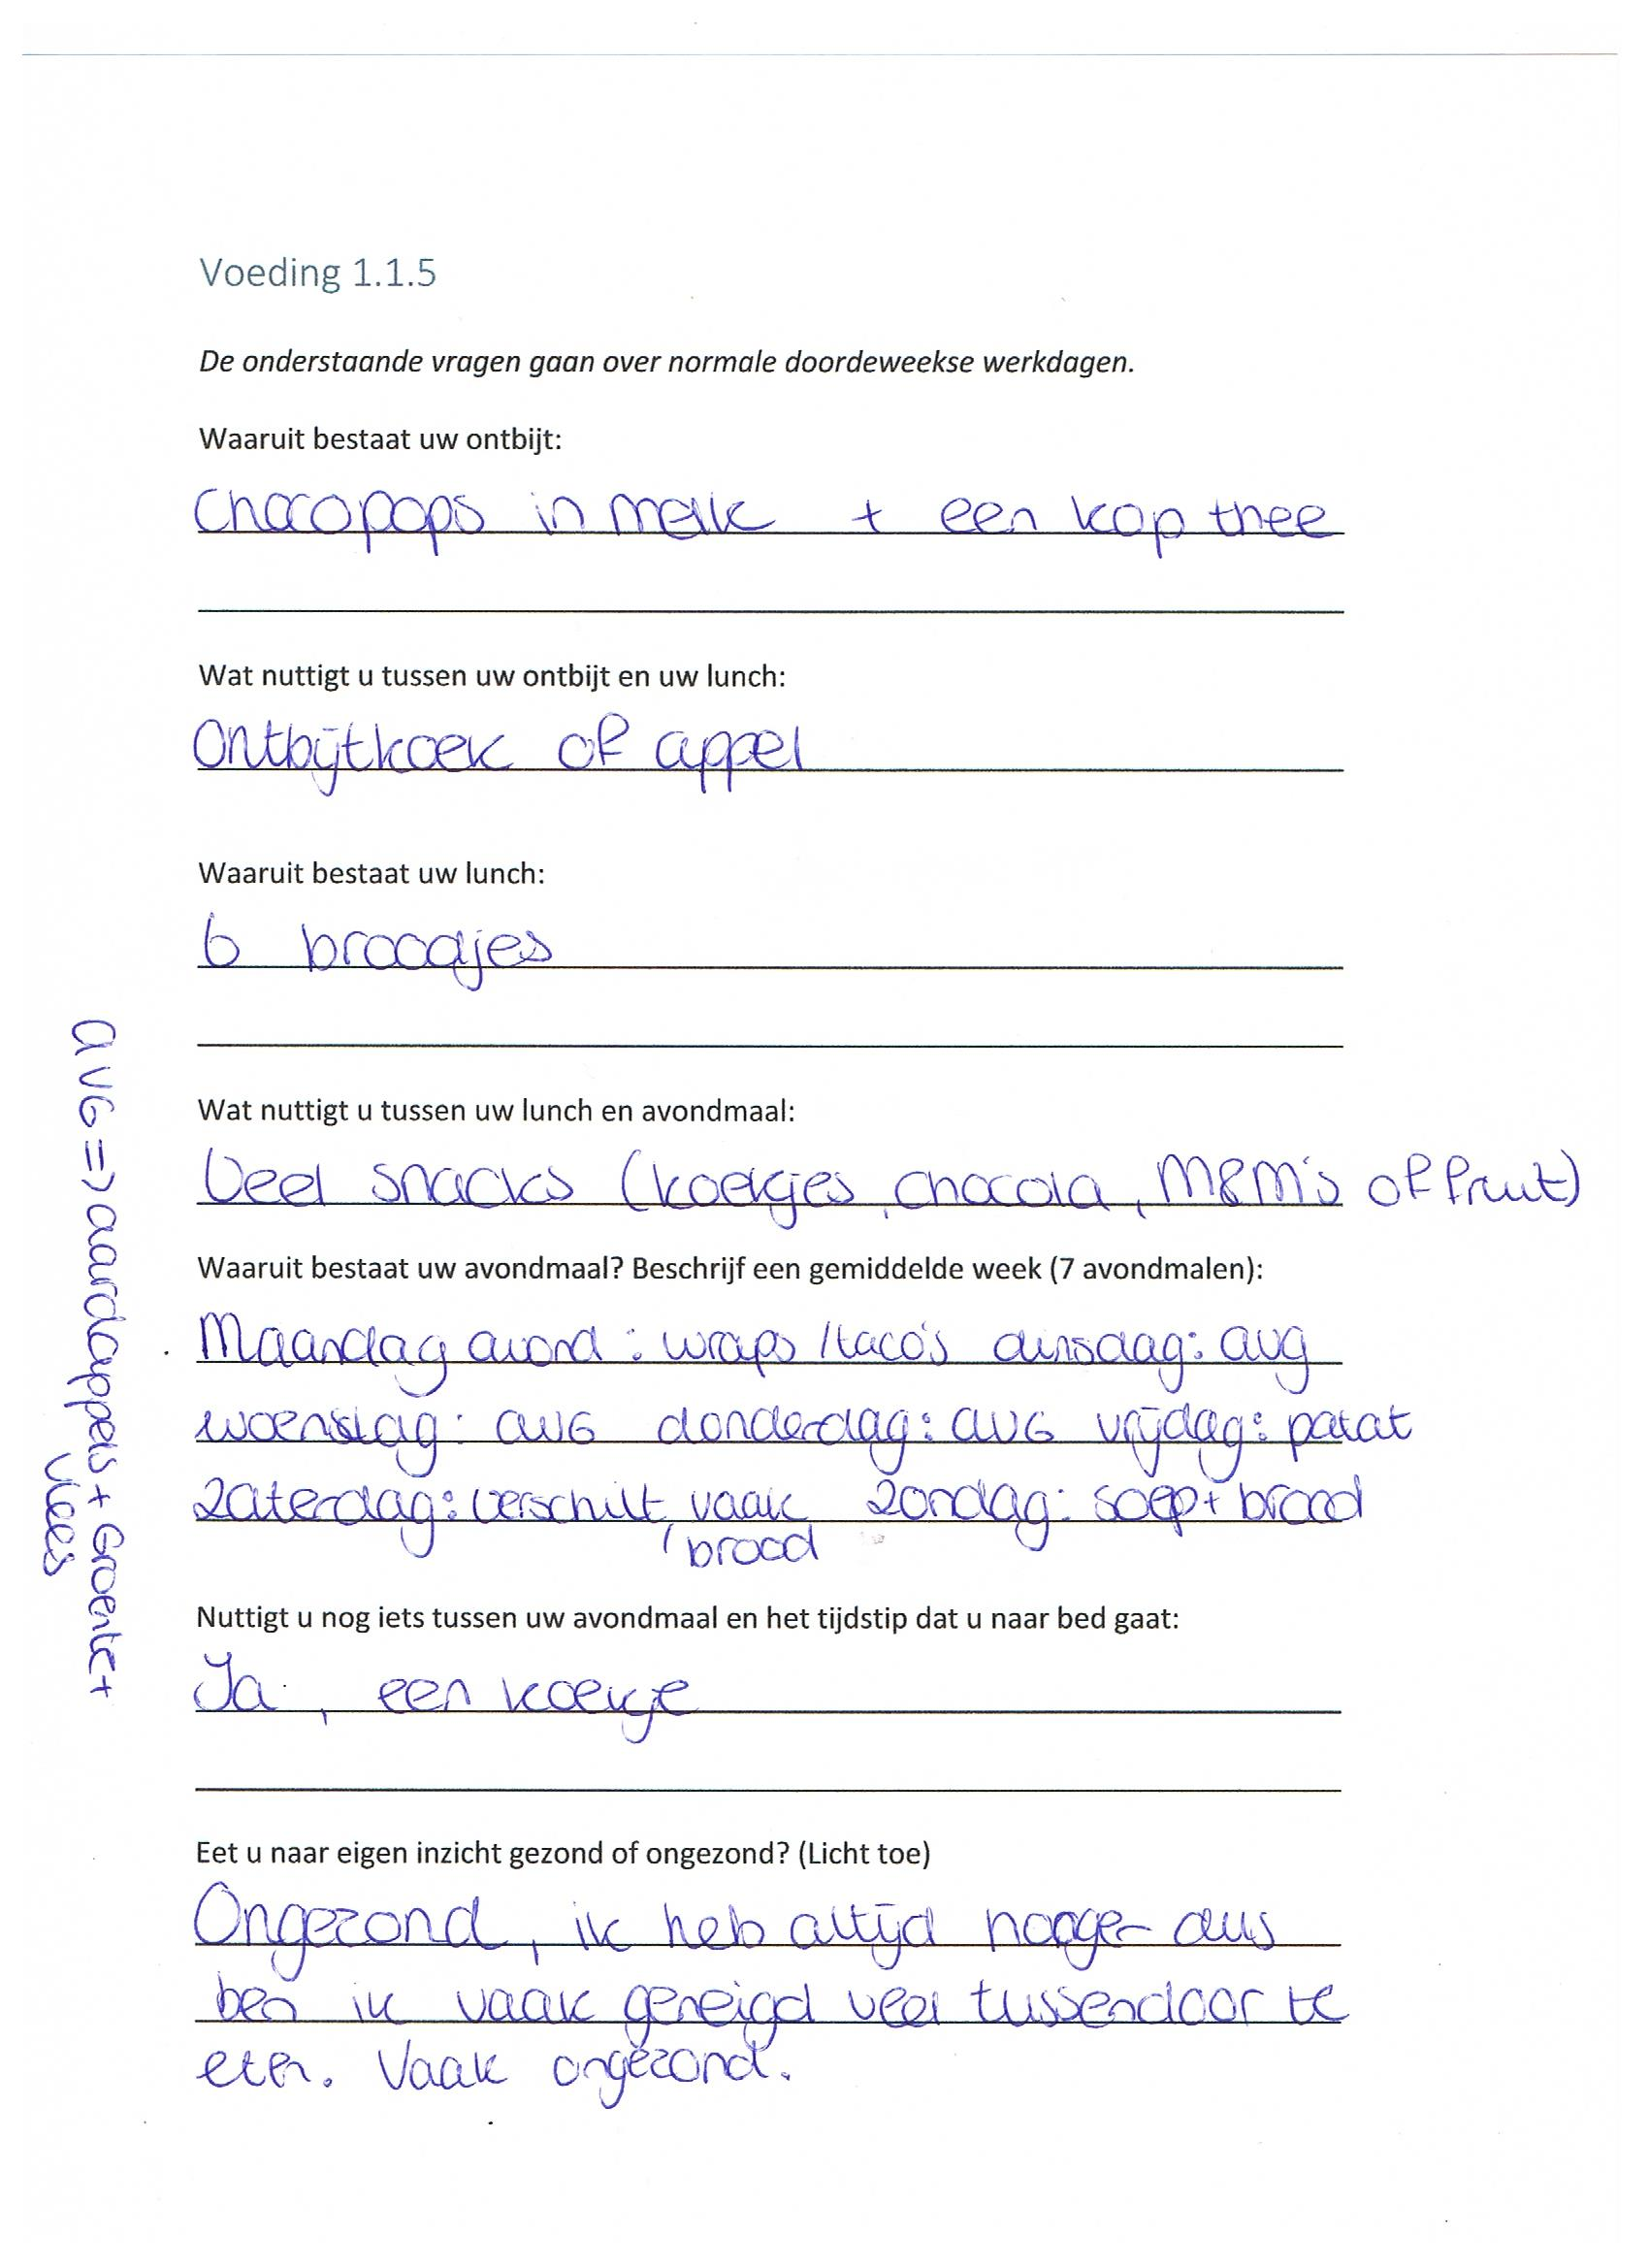 Voeding 1.1.5
De onderstaande vragen gaan over normale doordeweekse werkdagen.
Waaruit bestaat uw ontbijt:
Chocopops in melk + een kop thee
Wat nuttigt u tussen uw ontbijt en uw lunch:
Ontbijtkoek of appel
Waaruit bestaat uw lunch:
6 broodjes
Wat nuttigt u tussen uw lunch en avondmaal:
Veel snacks (koekjes, chocola, M&M's of fruit)
Waaruit bestaat uw avondmaal? Beschrijf een gemiddelde week (7 avondmalen):
Maandag avond: wraps / taco's dinsdag: avg
woensdag: AVG donderdag: AVG vrijdag: patat
Zaterdag: verschilt, vaak Zondag: soep + brood
brood
AVG => aardappels + Groente +
vlees
Nuttigt u nog iets tussen uw avondmaal en het tijdstip dat u naar bed gaat:
Ja, een koekje
Eet u naar eigen inzicht gezond of ongezond? (Licht toe)
Ongezond, ik heb altijd honger dus
ben ik vaak geneigd veel tussendoor te
eten. Vaak ongezond.